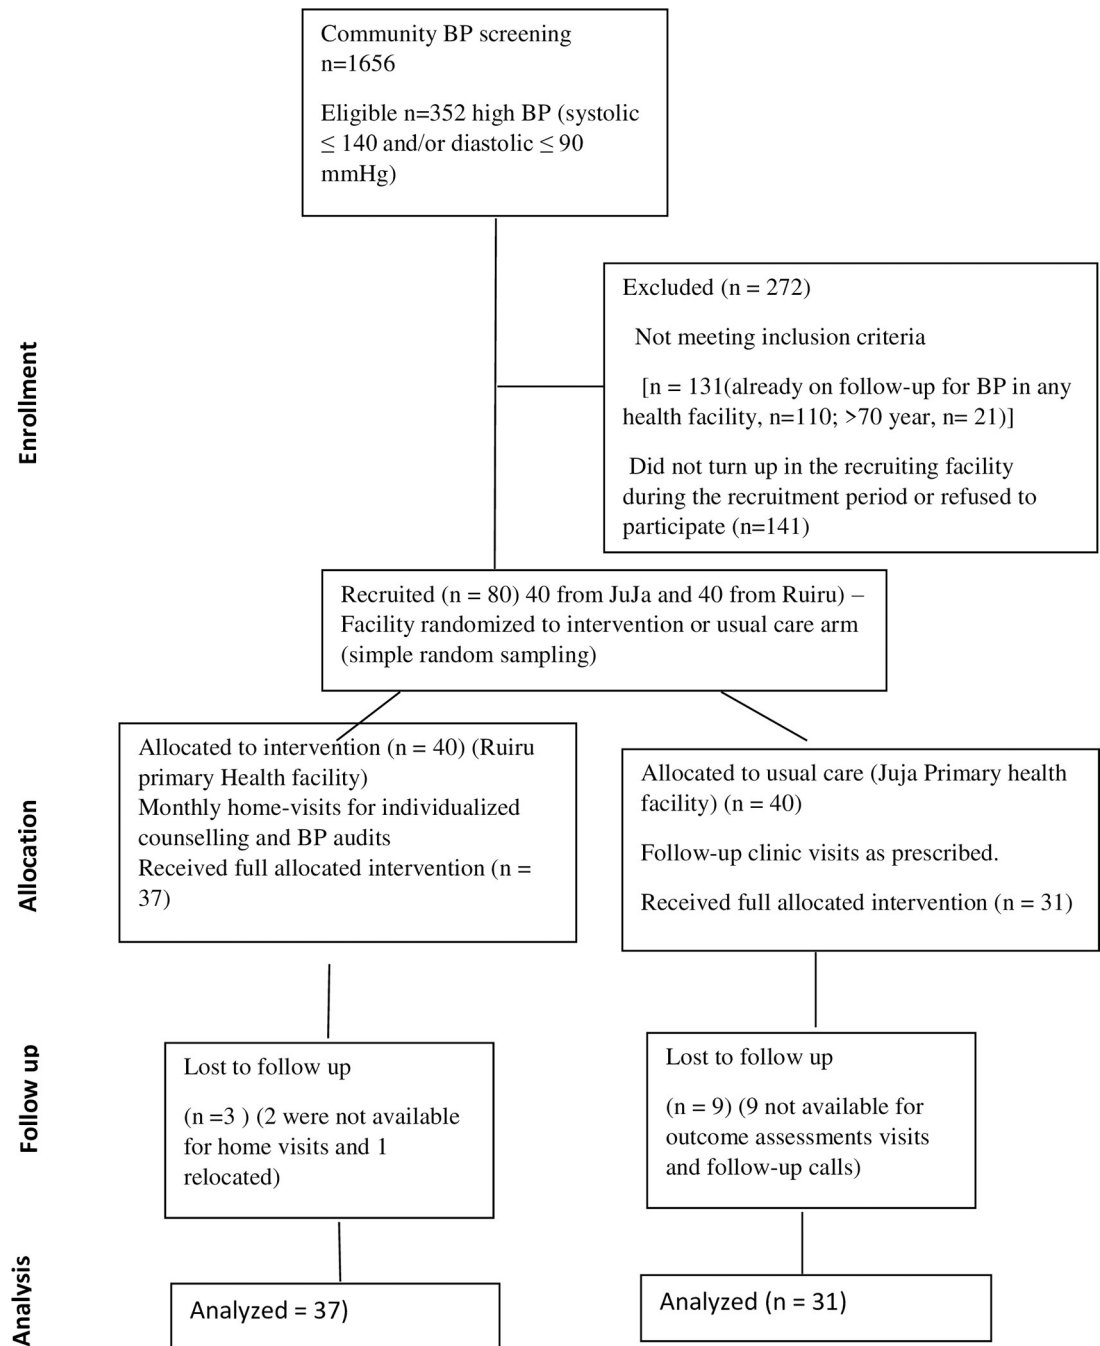 Community BP screening
n=1656
Eligible n=352 high BP (systolic
≤ 140 and/or diastolic ≤ 90
mmHg)
Enrollment
Excluded (n = 272)
Not meeting inclusion criteria
[n = 131(already on follow-up for BP in any
health facility, n=110; >70 year, n= 21)]
Did not turn up in the recruiting facility
during the recruitment period or refused to
participate (n=141)
Recruited (n = 80) 40 from JuJa and 40 from Ruiru) –
Facility randomized to intervention or usual care arm
(simple random sampling)
Allocation
Allocated to intervention (n = 40) (Ruiru
primary Health facility)
Monthly home-visits for individualized
counselling and BP audits
Received full allocated intervention (n =
37)
Allocated to usual care (Juja Primary health
facility) (n = 40)
Follow-up clinic visits as prescribed.
Received full allocated intervention (n = 31)
Follow up
Lost to follow up
(n =3 ) (2 were not available
for home visits and 1
relocated)
Lost to follow up
(n = 9) (9 not available for
outcome assessments visits
and follow-up calls)
Analysis
Analyzed = 37)
Analyzed (n = 31)